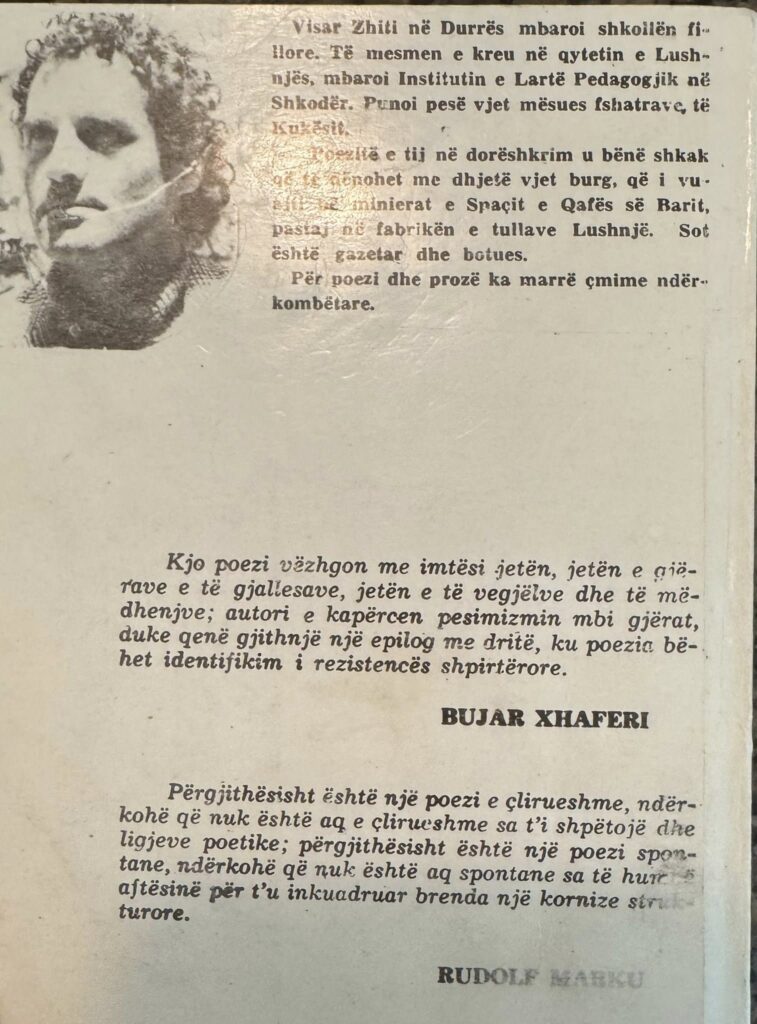 Visar Zhiti në Durrës mbaroi shkollën fi-
llore. Të mesmen e kreu në qytetin e Lush-
njës, mbaroi Institutin e Lartë Pedagogjik në
Shkodër. Punoi pesë vjet mësues fshatrave, të
Kukësit.
Poezitë e tij në dorëshkrim u bënë shkak
që të dënohet me dhjetë vjet burg, që i vu-
ajti në minierat e Spaçit e Qafës së Barit,
pastaj në fabrikën e tullave Lushnjë. Sot
është gazetar dhe botues.
Për poezi dhe prozë ka marrë çmime ndër-
kombëtare.
Kjo poezi vëzhgon me imtësi jetën, jetën e gjë-
rave e të gjallesave, jetën e të vegjëlve dhe të më-
dhenjve; autori e kapërcen pesimizmin mbi gjërat,
duke qenë gjithnjë një epilog me dritë, ku poezia bë-
het identifikim i rezistencës shpirtërore.
BUJAR XHAFERI
Përgjithësisht është një poezi e çlirueshme, ndër-
kohë që nuk është aq e çlirueshme sa t'i shpëtojë dhe
ligjeve poetike; përgjithësisht është një poezi spon-
tane, ndërkohë që nuk është aq spontane sa të
aftësinë për t'u inkuadruar brenda një kornize struk-
turore.
RUDOLF MARKU